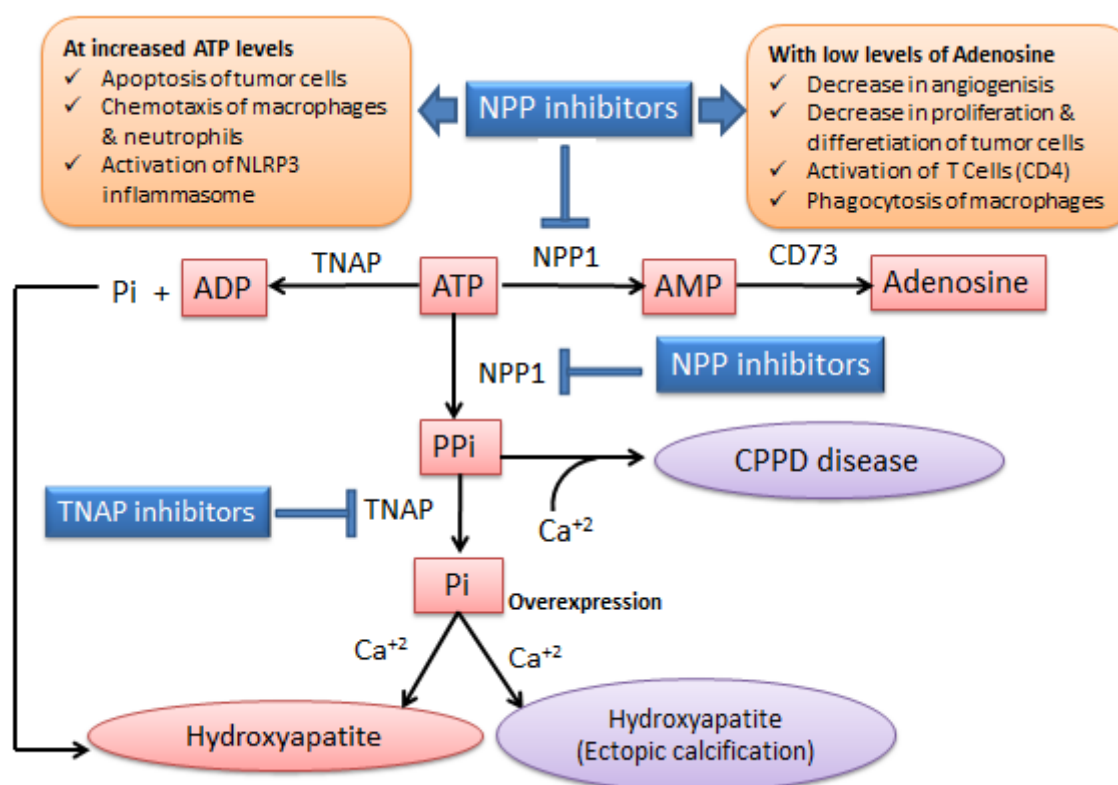 At increased ATP levels
✓ Apoptosis of tumor cells
✓ Chemotaxis of macrophages
& neutrophils
✓ Activation of NLRP3
inflammasome
NPP inhibitors
With low levels of Adenosine
✓ Decrease in angiogenisis
✓ Decrease in proliferation &
differetiation of tumor cells
✓ Activation of T Cells (CD4)
✓ Phagocytosis of macrophages
Pi + ADP
TNAP
ATP
NPP1
AMP
CD73
Adenosine
NPP1
NPP inhibitors
PPi
CPPD disease
Ca+2
TNAP inhibitors
TNAP
Pi
Overexpression
Ca+2
Ca+2
Hydroxyapatite
Hydroxyapatite
(Ectopic calcification)